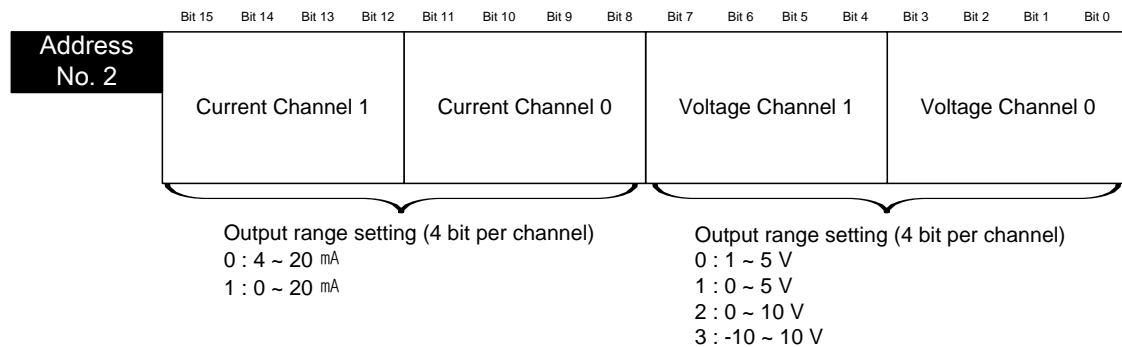 Bit 15 Bit 14 Bit 13 Bit 12 Bit 11 Bit 10 Bit 9 Bit 8 Bit 7 Bit 6 Bit 5 Bit 4 Bit 3 Bit 2 Bit 1 Bit 0
Address
No. 2
Current Channel 1 Current Channel 0 Voltage Channel 1 Voltage Channel 0
Output range setting (4 bit per channel)
0 : 4 ~ 20 ㎃
1 : 0 ~ 20 ㎃
Output range setting (4 bit per channel)
0 : 1 ~ 5 V
1 : 0 ~ 5 V
2 : 0 ~ 10 V
3 : -10 ~ 10 V